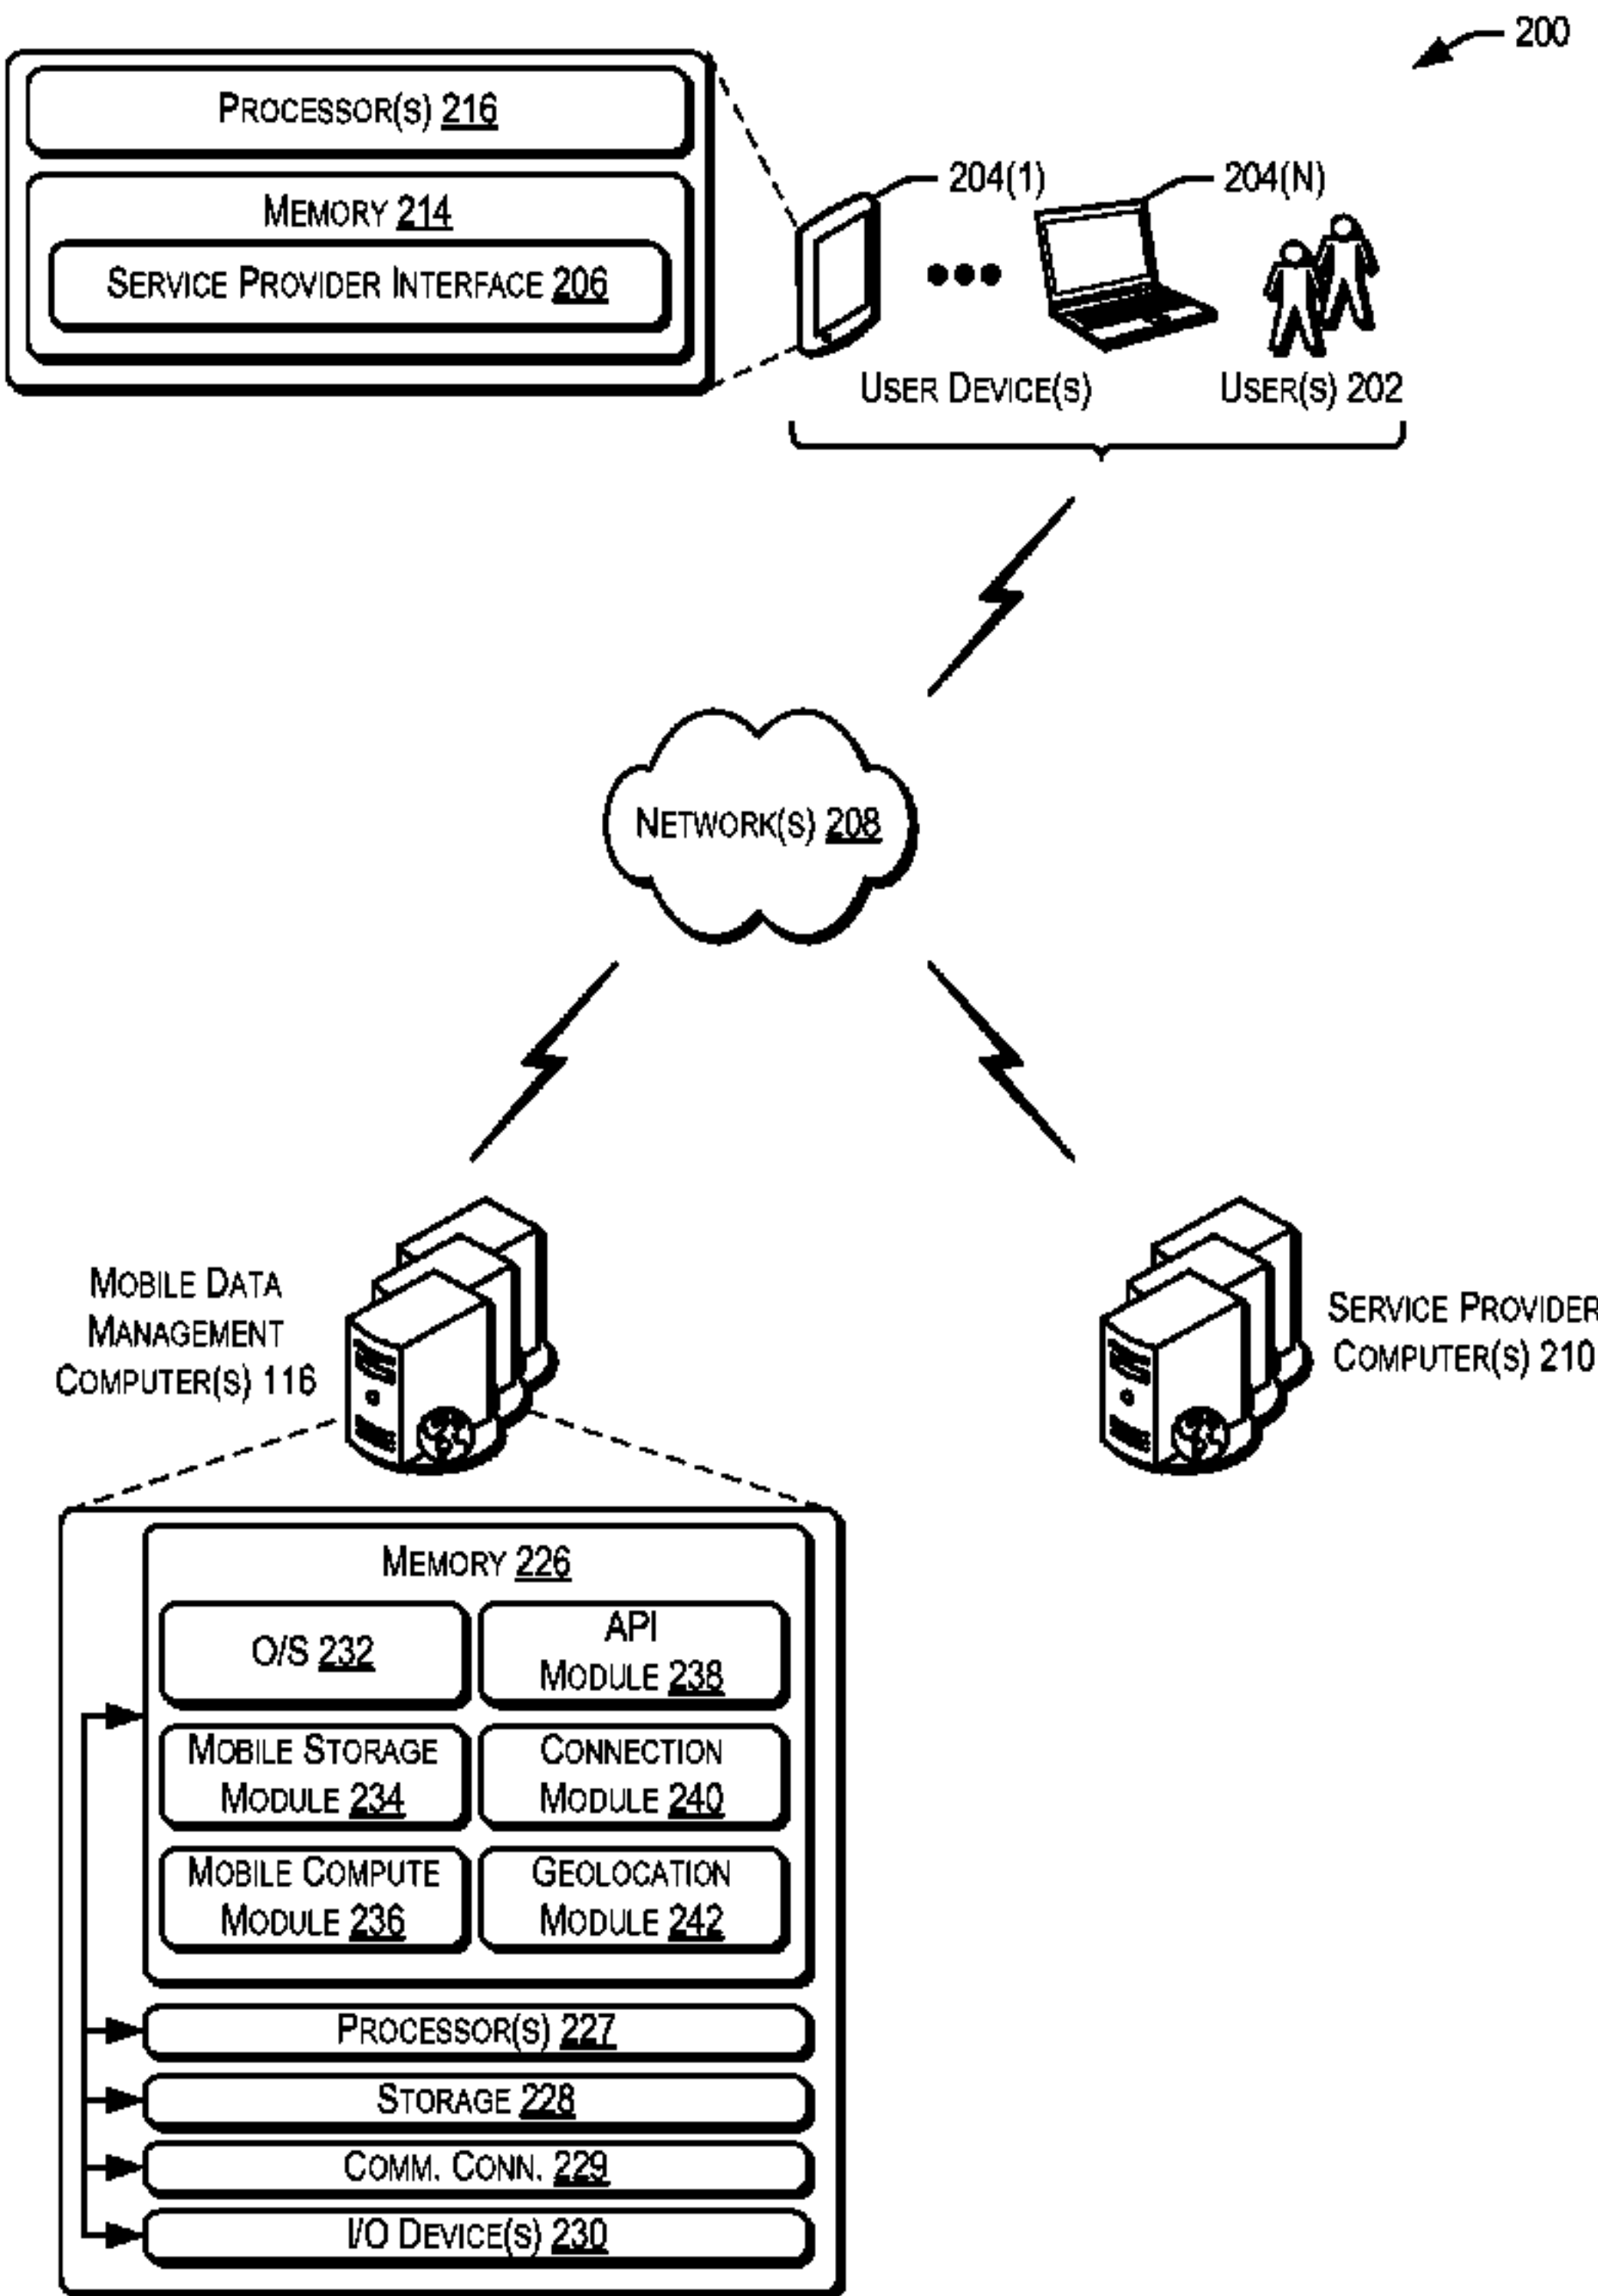 200
PROCESSOR(S) 216
MEMORY 214
SERVICE PROVIDER INTERFACE 206
204(1)
204(N)
USER DEVICE(S)
USER(S) 202
NETWORK(S) 208
MOBILE DATA
MANAGEMENT
COMPUTER(S) 116
SERVICE PROVIDER
COMPUTER(S) 210
MEMORY 226
O/S 232
API
MODULE 238
MOBILE STORAGE
MODULE 234
CONNECTION
MODULE 240
MOBILE COMPUTE
MODULE 236
GEOLOCATION
MODULE 242
PROCESSOR(S) 227
STORAGE 228
COMM. CONN. 229
I/O DEVICE(S) 230